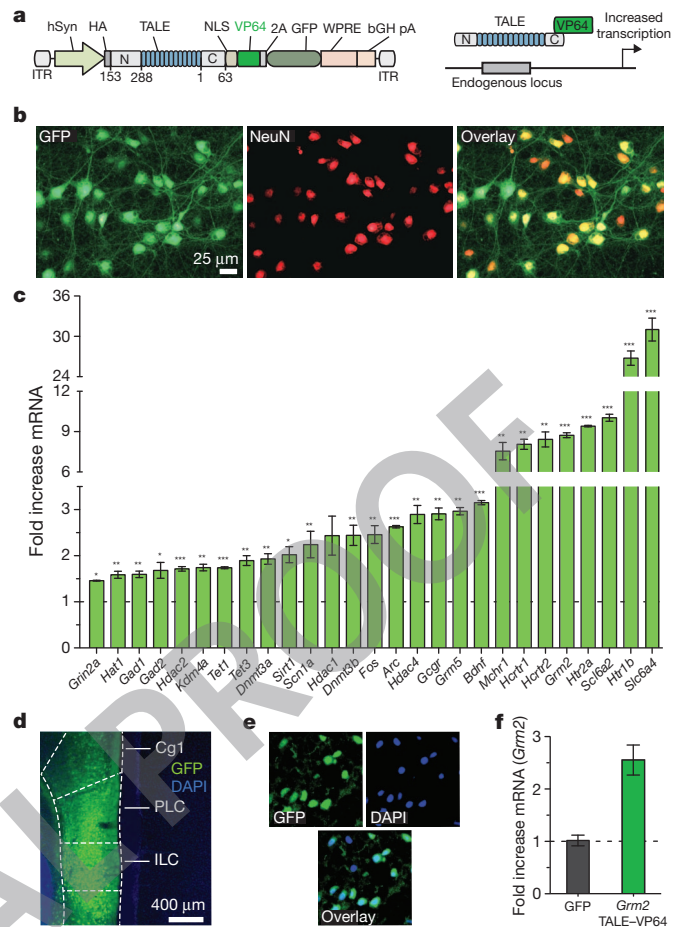 a
hSyn HA TALE NLS VP64 2A GFP WPRE bGH pA
ITR N C ITR
153 288 1 63
TALE VP64 Increased transcription
N C
Endogenous locus
b
GFP NeuN Overlay
25 μm
c
Fold increase mRNA
36
30
24
12
9
6
3
2
1
0
*
**
**
*
***
**
***
**
**
*
**
**
**
***
**
**
**
***
**
**
**
***
***
***
***
***
Grin2a
Hat1
Gad1
Gad2
Hdac2
Kdm4a
Tet1
Tet3
Dnmt3a
Sirt1
Scn1a
Hdac1
Dnmt3b
Fos
Arc
Hdac4
Gcgr
Grm5
Bdnf
Mchr1
Hcrtr1
Hcrtr2
Grm2
Htr2a
Scl6a2
Htr1b
Slc6a4
d
Cg1
GFP
DAPI
PLC
ILC
400 μm
e
GFP DAPI
Overlay
f
Fold increase mRNA (Grm2)
3
2
1
0
GFP Grm2 TALE–VP64
AL PROOF